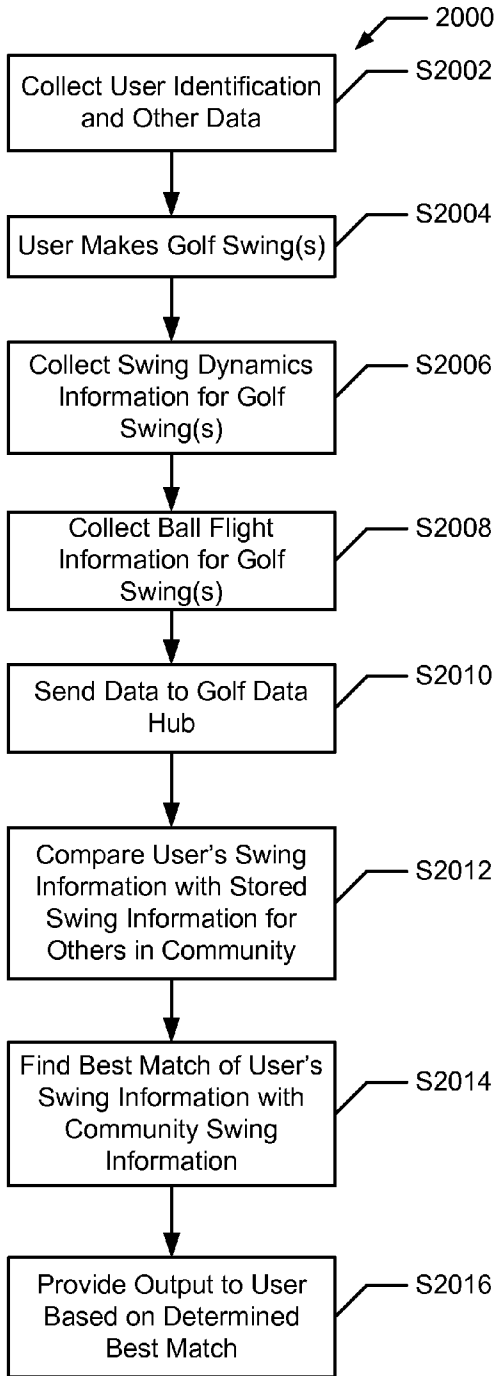 2000
Collect User Identification
and Other Data
S2002
User Makes Golf Swing(s)
S2004
Collect Swing Dynamics
Information for Golf
Swing(s)
S2006
Collect Ball Flight
Information for Golf
Swing(s)
S2008
Send Data to Golf Data
Hub
S2010
Compare User's Swing
Information with Stored
Swing Information for
Others in Community
S2012
Find Best Match of User's
Swing Information with
Community Swing
Information
S2014
Provide Output to User
Based on Determined
Best Match
S2016